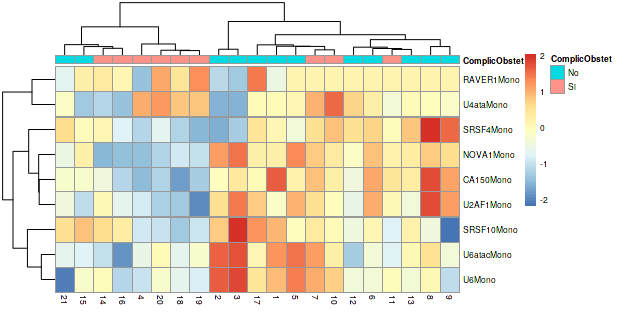 ComplicObstet
RAVER1Mono
U4ataMono
SRSF4Mono
NOVA1Mono
CA150Mono
U2AF1Mono
SRSF10Mono
U6atacMono
U6Mono
21 15 14 16 4 20 18 19 2 3 17 1 5 7 10 12 6 11 13 8 9
2
1
0
-1
-2
ComplicObstet
No
SI